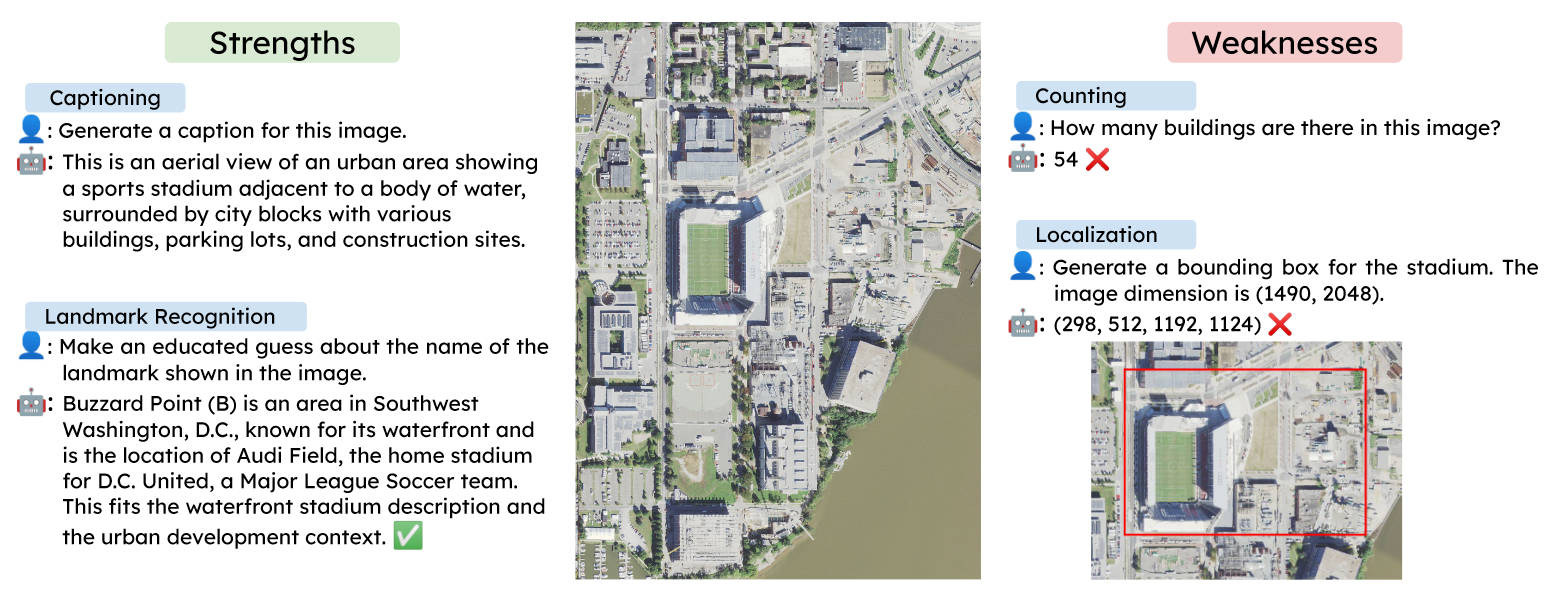 Strengths
Captioning
: Generate a caption for this image.
: This is an aerial view of an urban area showing
a sports stadium adjacent to a body of water,
surrounded by city blocks with various
buildings, parking lots, and construction sites.
Landmark Recognition
: Make an educated guess about the name of the
landmark shown in the image.
: Buzzard Point (B) is an area in Southwest
Washington, D.C., known for its waterfront and
is the location of Audi Field, the home stadium
for D.C. United, a Major League Soccer team.
This fits the waterfront stadium description and
the urban development context. ✅
Weaknesses
Counting
: How many buildings are there in this image?
: 54 ❌
Localization
: Generate a bounding box for the stadium. The
image dimension is (1490, 2048).
: (298, 512, 1192, 1124) ❌